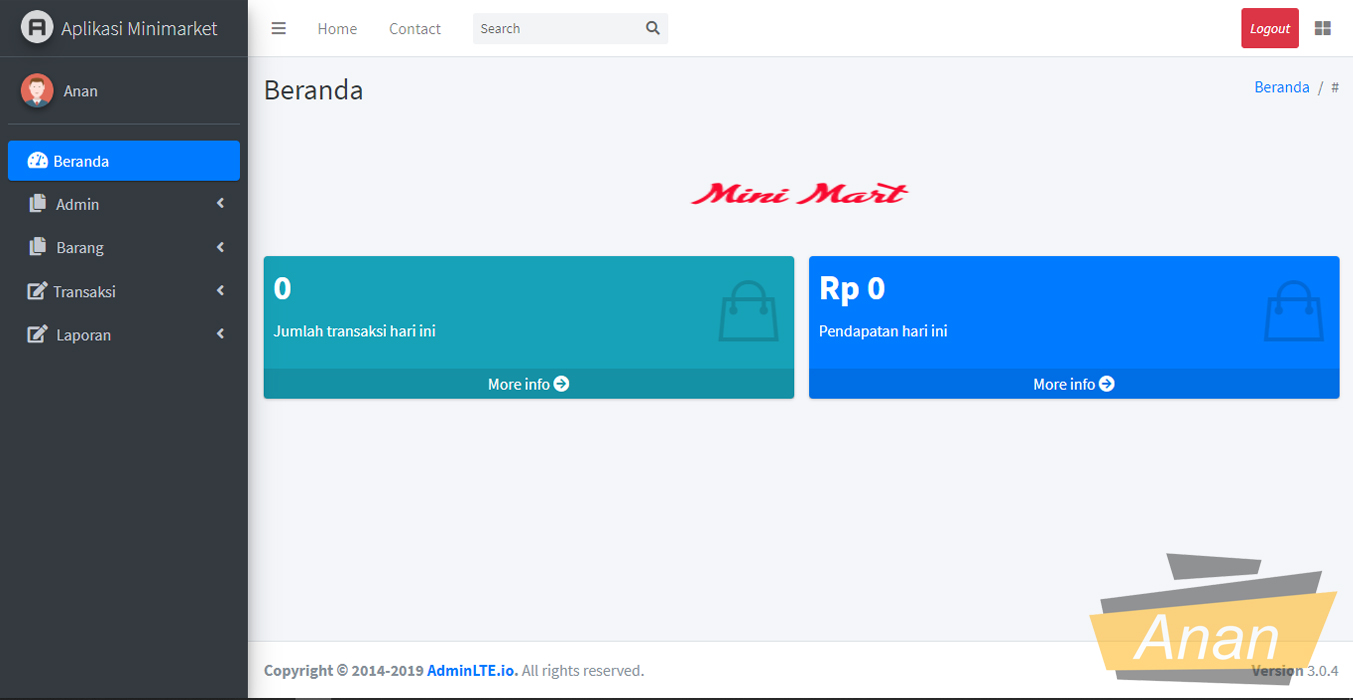 Aplikasi Minimarket
Home Contact Search Logout
Anan
Beranda
Beranda / #
Beranda
Admin
Barang
Transaksi
Laporan
Mini Mart
0
Jumlah transaksi hari ini
More info
Rp 0
Pendapatan hari ini
More info
Anan
Copyright © 2014-2019 AdminLTE.io. All rights reserved.
Version 3.0.4